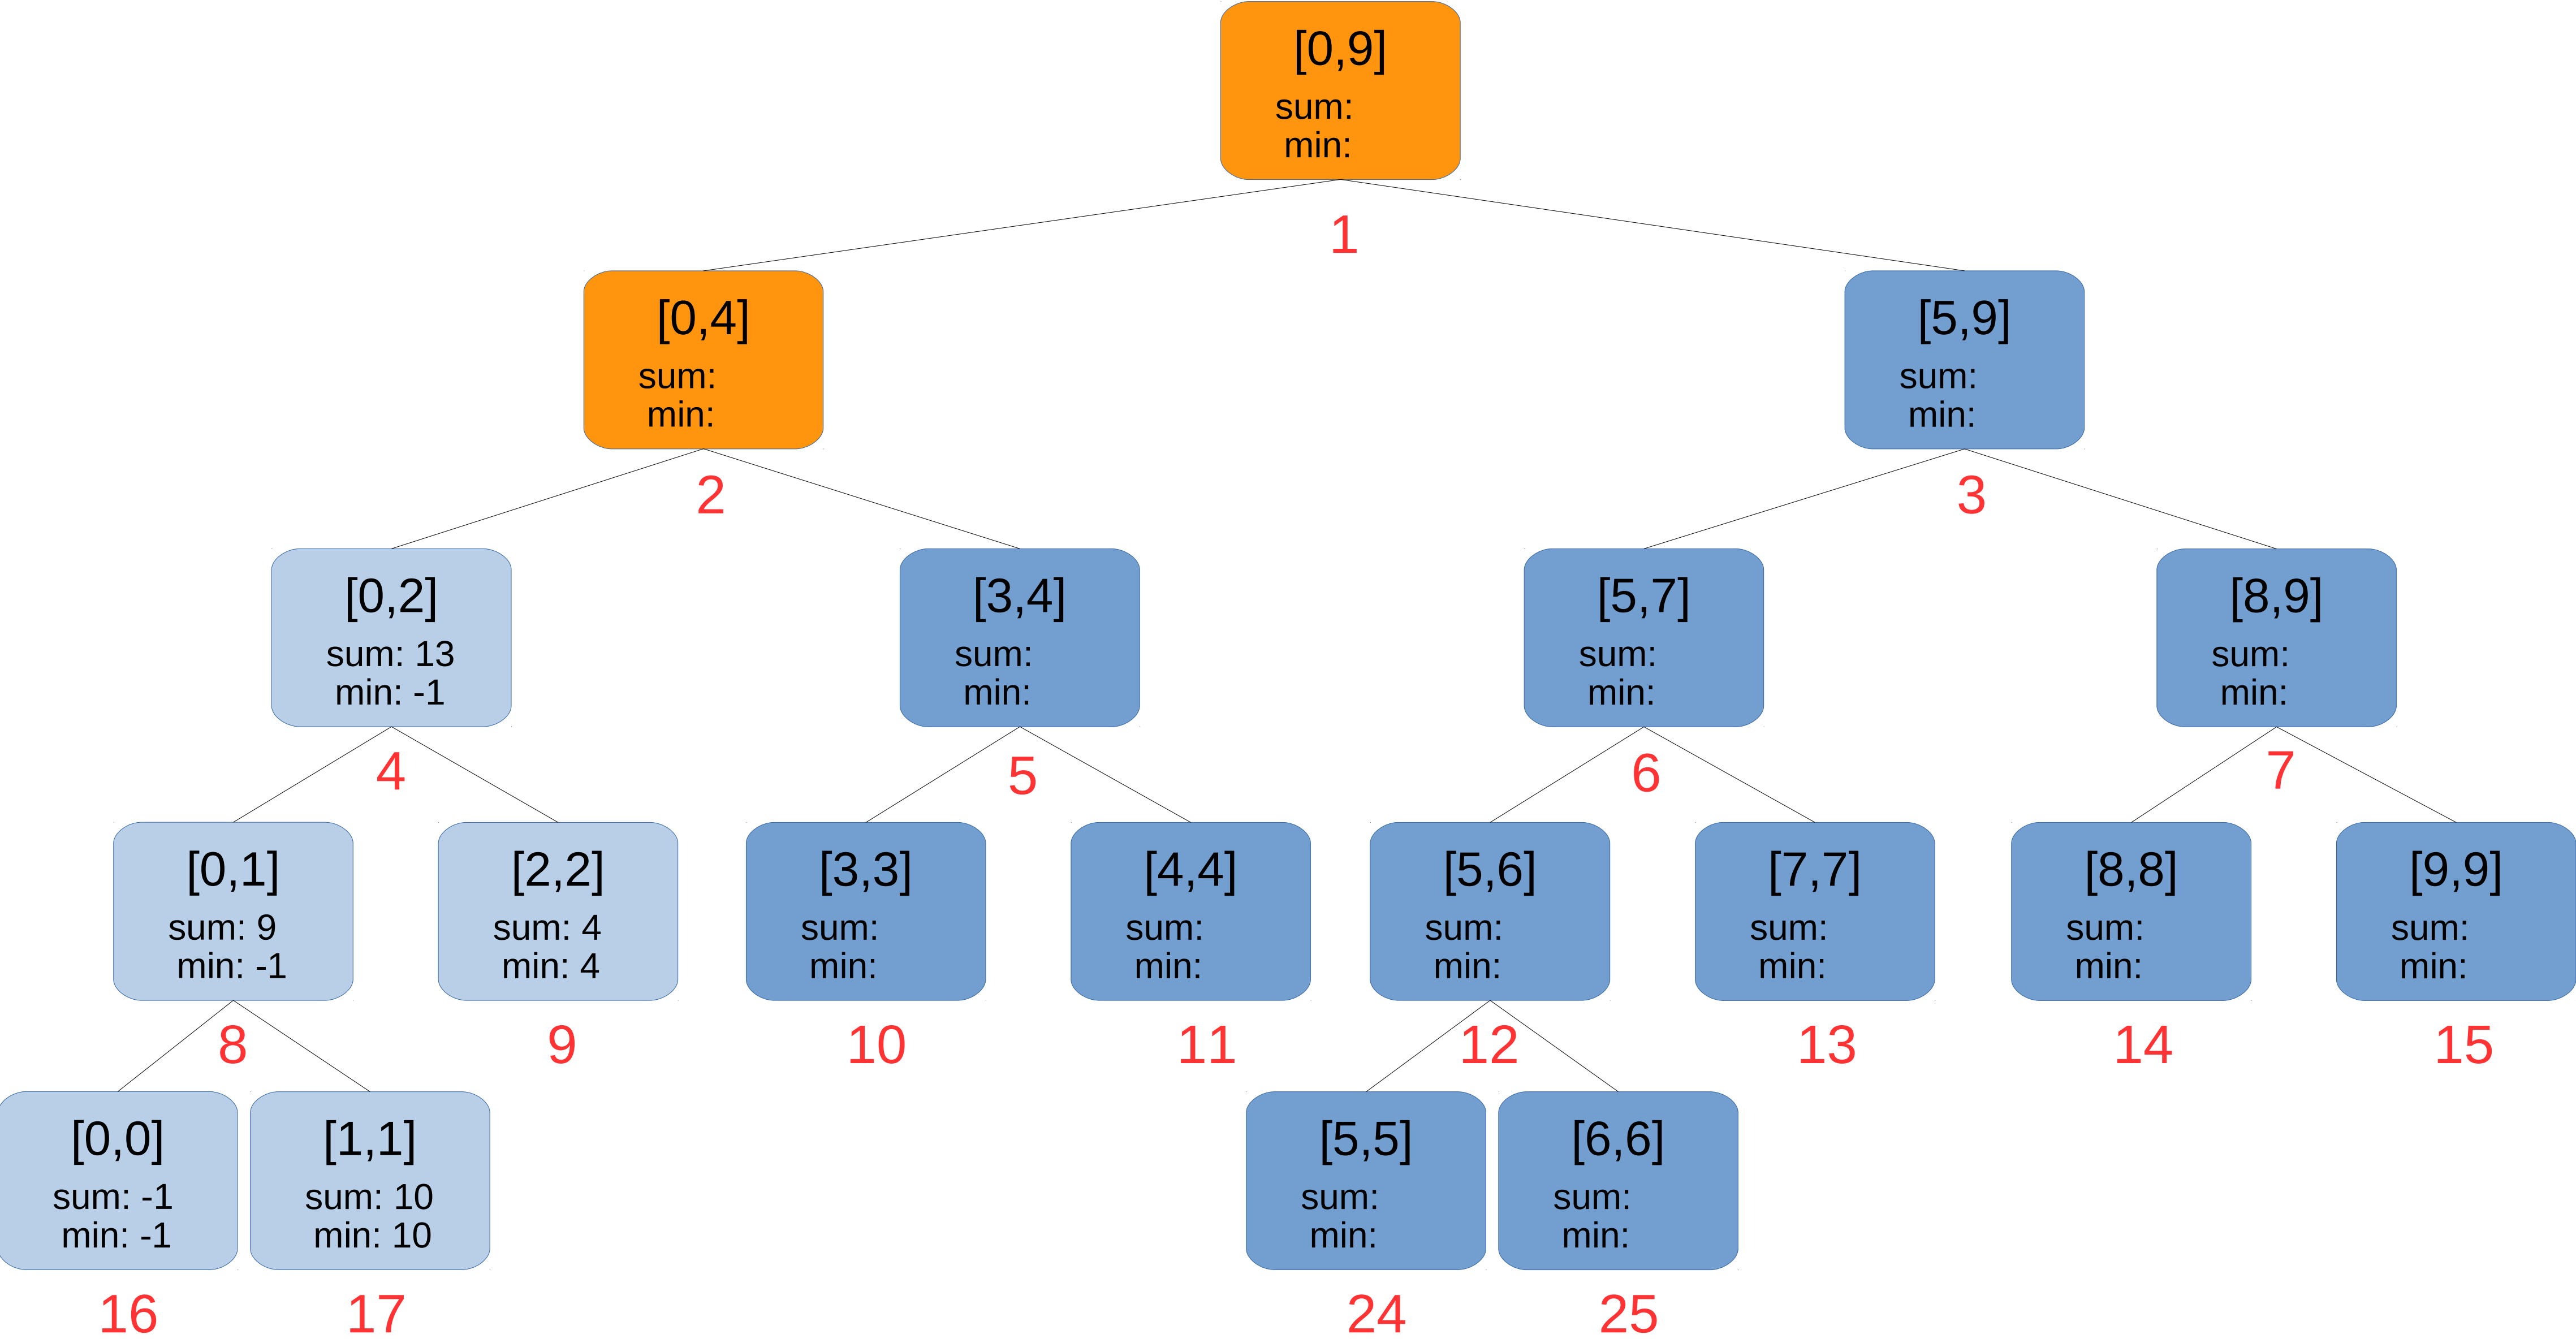 [0,9]
sum:
min:
1
[0,4]
sum:
min:
[5,9]
sum:
min:
2
3
[0,2]
sum: 13
min: -1
[3,4]
sum:
min:
[5,7]
sum:
min:
[8,9]
sum:
min:
4
5
6
7
[0,1]
sum: 9
min: -1
[2,2]
sum: 4
min: 4
[3,3]
sum:
min:
[4,4]
sum:
min:
[5,6]
sum:
min:
[7,7]
sum:
min:
[8,8]
sum:
min:
[9,9]
sum:
min:
8
9
10
11
12
13
14
15
[0,0]
sum: -1
min: -1
[1,1]
sum: 10
min: 10
[5,5]
sum:
min:
[6,6]
sum:
min:
16
17
24
25